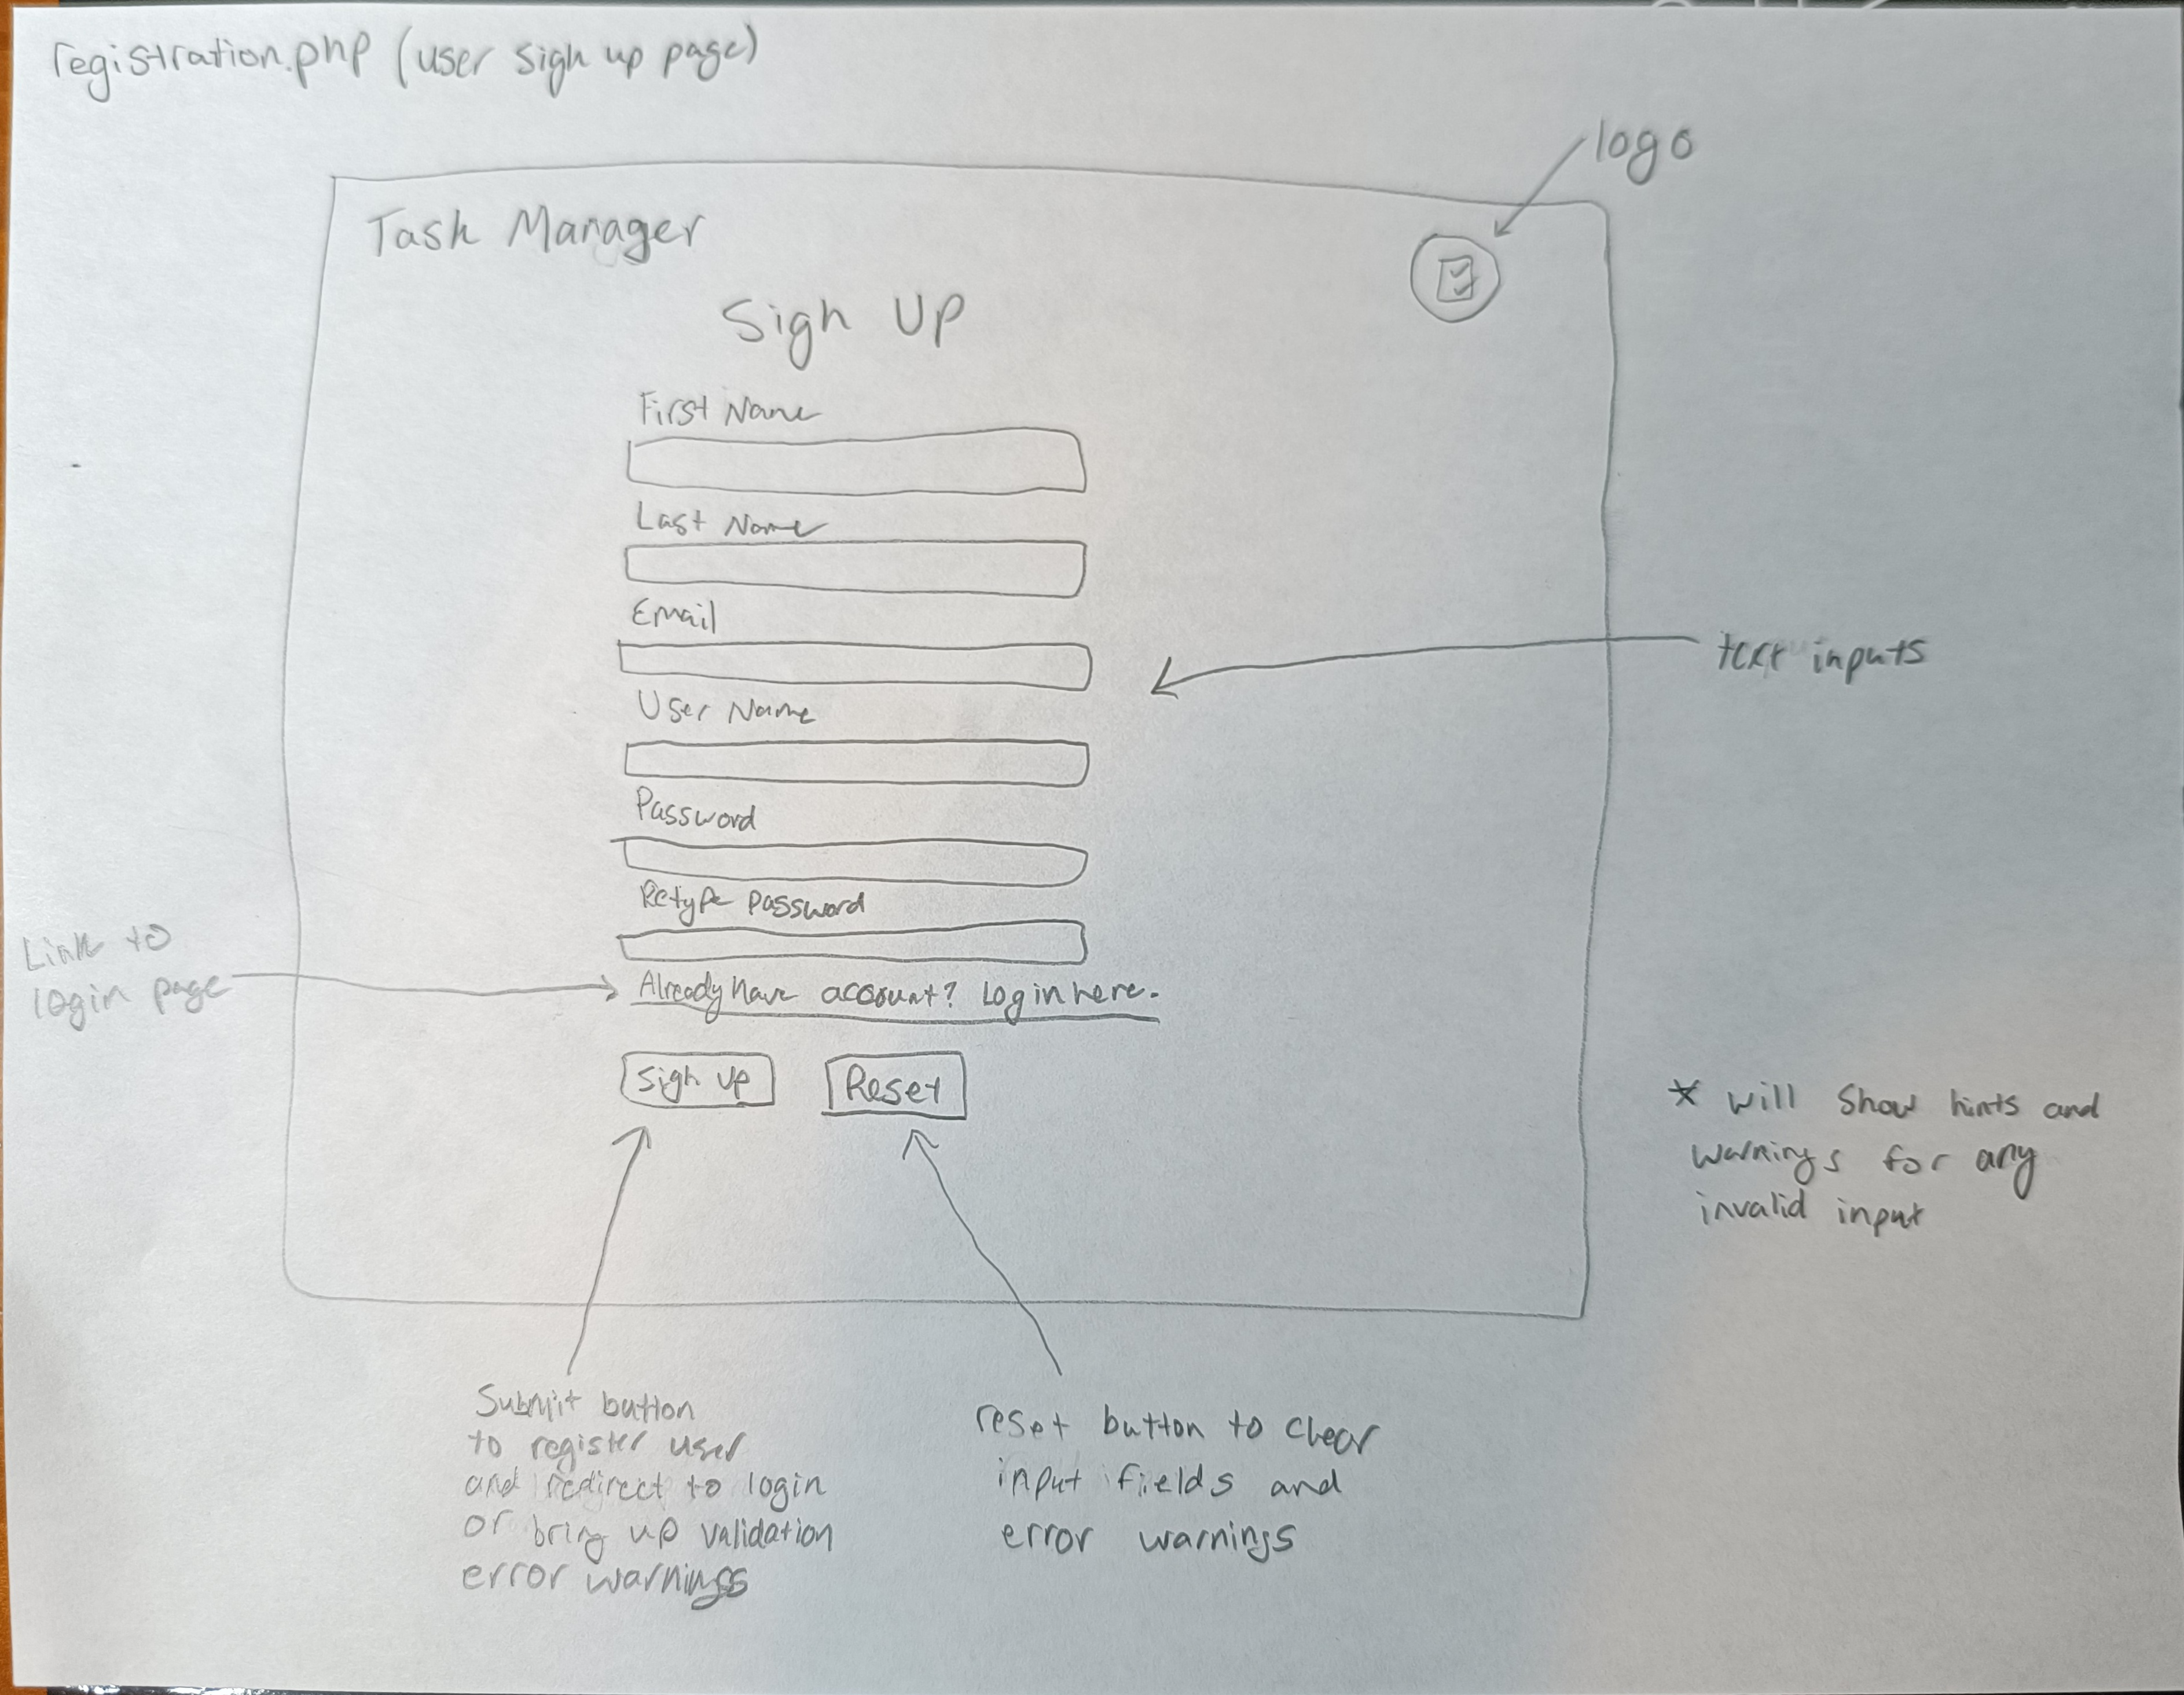 registration.php (user sign up page)
logo
Task Manager
Sign Up
First Name
Last Name
Email
text inputs
User Name
Password
Retype Password
Link to
login page
Already have account? Login here.
Sign Up
Reset
* will show hints and
warnings for any
invalid input
Submit button
to register user
and redirect to login
or bring up validation
error warnings
reset button to clear
input fields and
error warnings